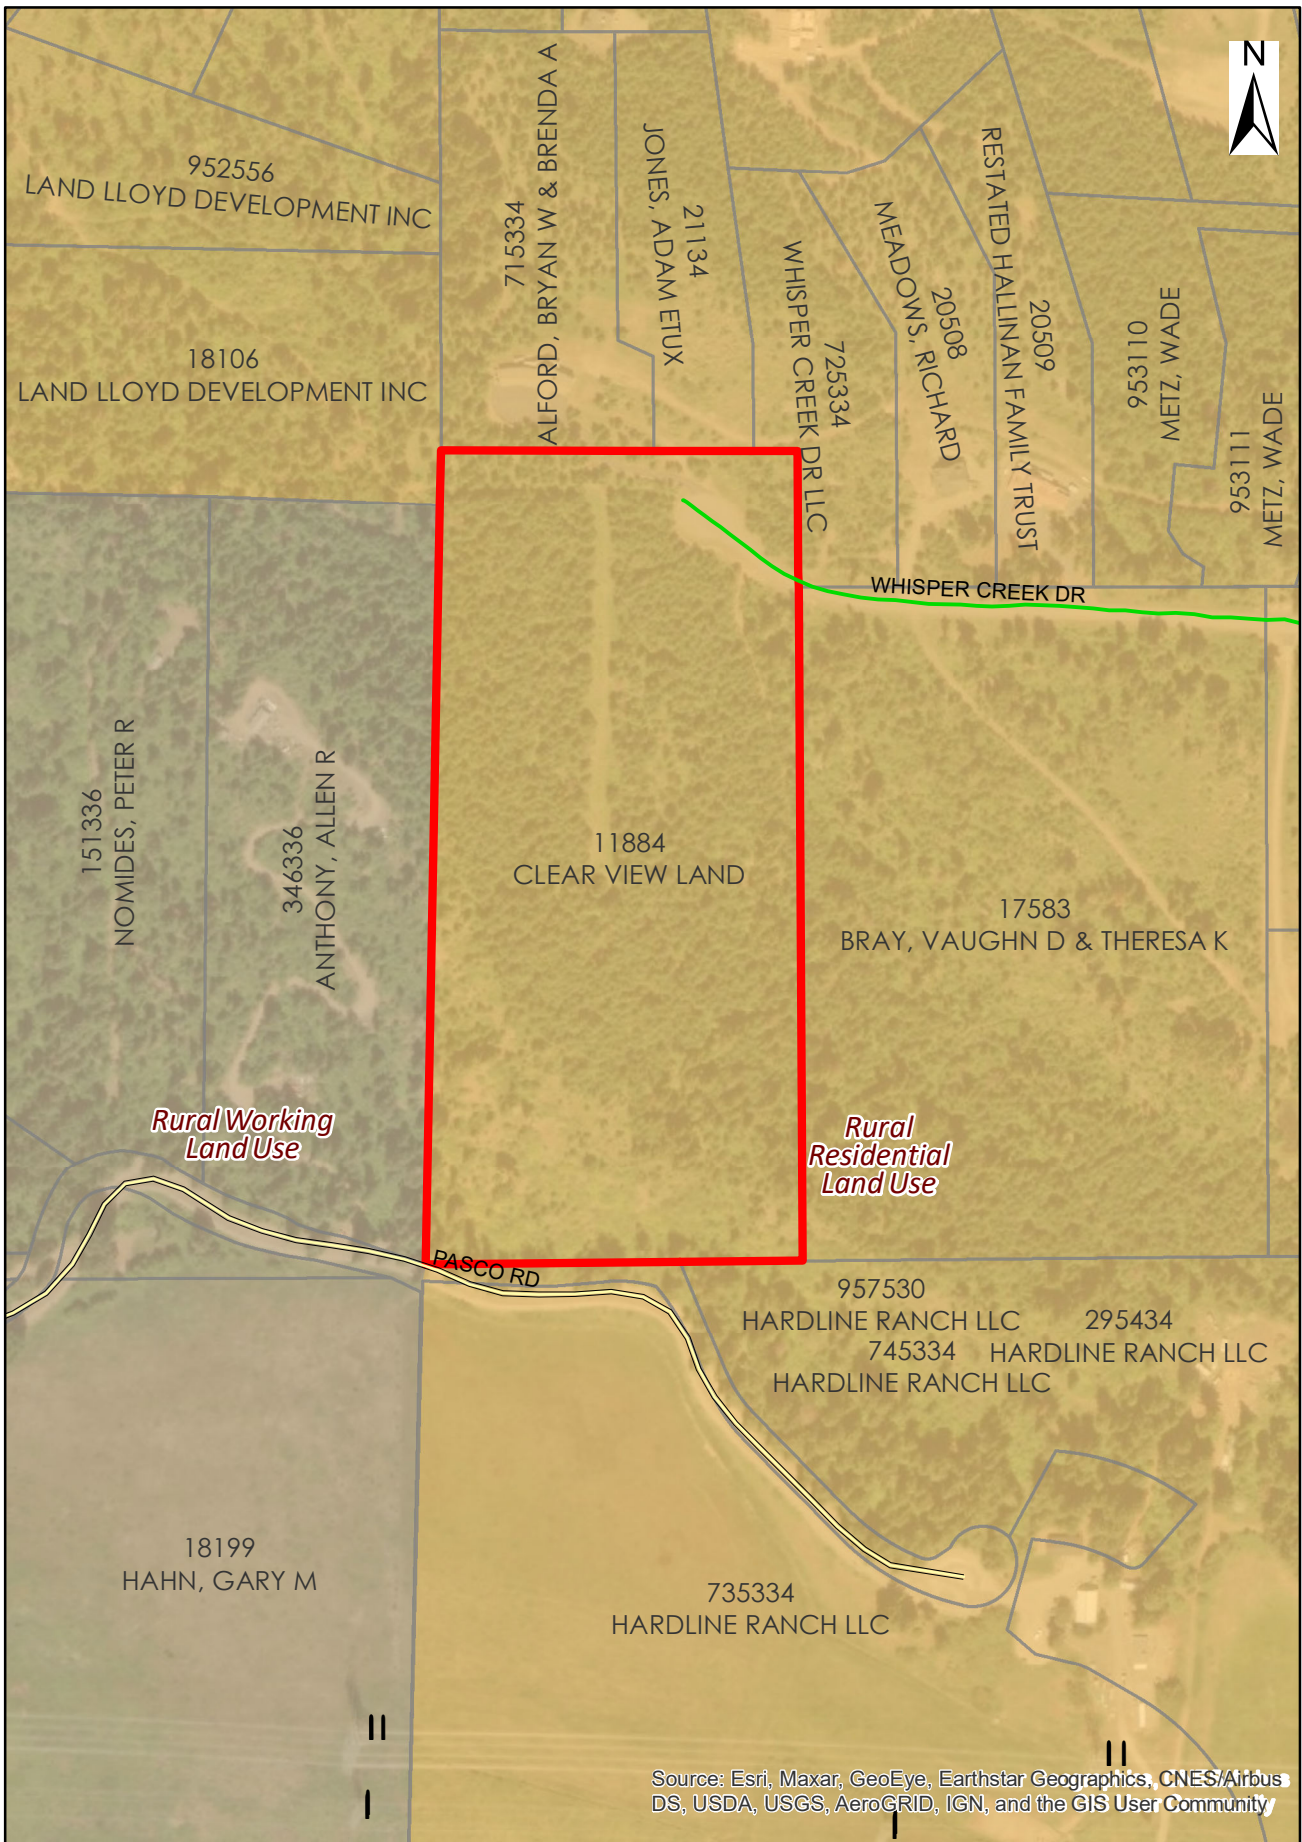 N
952556
LAND LLOYD DEVELOPMENT INC
715334
ALFORD, BRYAN W & BRENDA A
21134
JONES, ADAM ETUX
725334
WHISPER CREEK DR LLC
20508
MEADOWS, RICHARD
20509
RESTATED HALLINAN FAMILY TRUST
953110
METZ, WADE
953111
METZ, WADE
18106
LAND LLOYD DEVELOPMENT INC
WHISPER CREEK DR
151336
NOMIDES, PETER R
346336
ANTHONY, ALLEN R
11884
CLEAR VIEW LAND
17583
BRAY, VAUGHN D & THERESA K
Rural Working
Land Use
Rural
Residential
Land Use
PASCO RD
957530
HARDLINE RANCH LLC
295434
HARDLINE RANCH LLC
745334
HARDLINE RANCH LLC
18199
HAHN, GARY M
735334
HARDLINE RANCH LLC
Source: Esri, Maxar, GeoEye, Earthstar Geographics, CNES/Airbus
DS, USDA, USGS, AeroGRID, IGN, and the GIS User Community